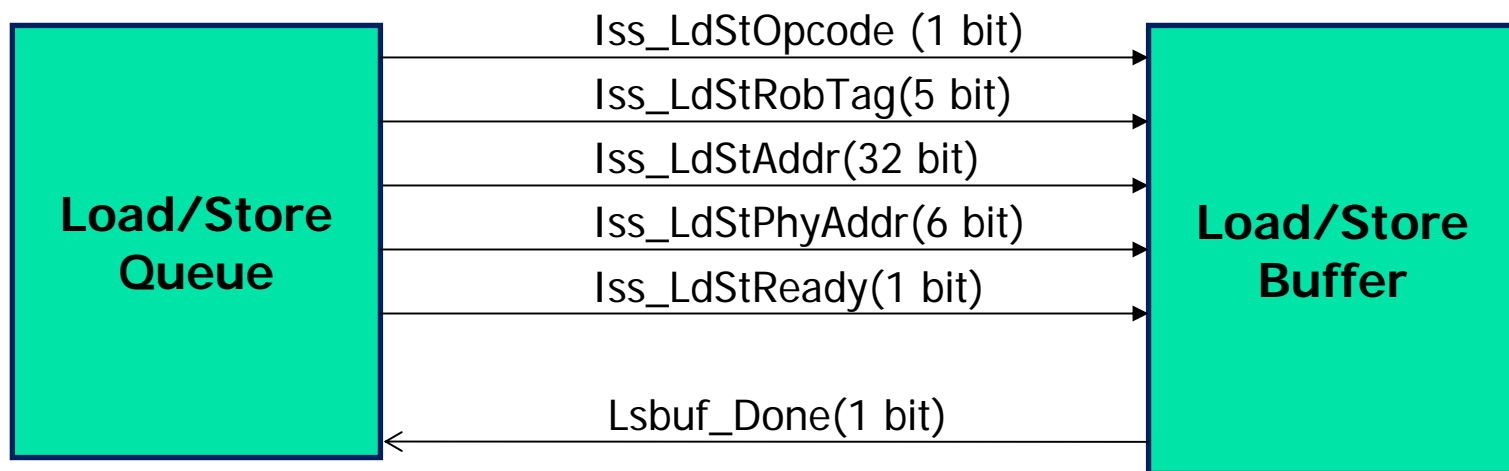 Iss_LdStOpcode (1 bit)
Iss_LdStRobTag(5 bit)
Iss_LdStAddr(32 bit)
Iss_LdStPhyAddr(6 bit)
Iss_LdStReady(1 bit)
Lsbuf_Done(1 bit)
Load/Store
Queue
Load/Store
Buffer